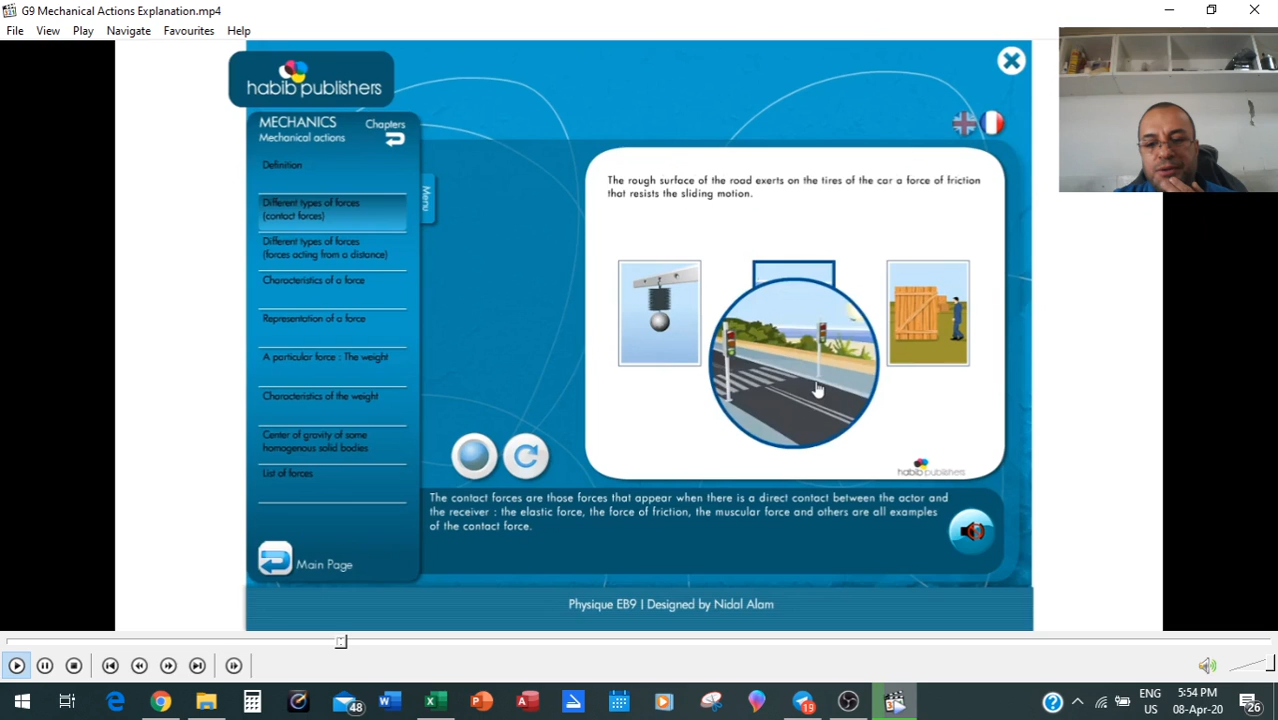 G9 Mechanical Actions Explanation.mp4
File View Play Navigate Favourites Help
habib publishers
MECHANICS
Mechanical actions
Chapters
Definition
Different types of forces
(contact forces)
Different types of forces
(forces acting from a distance)
Characteristics of a force
Representation of a force
A particular force : The weight
Characteristics of the weight
Center of gravity of some
homogenous solid bodies
List of forces
Main Page
Menu
The rough surface of the road exerts on the tires of the car a force of friction
that resists the sliding motion.
habib publishers
The contact forces are those forces that appear when there is a direct contact between the actor and
the receiver : the elastic force, the force of friction, the muscular force and others are all examples
of the contact force.
Physique EB9 | Designed by Nidal Alam
48
19
ENG
US
5:54 PM
08-Apr-20
26